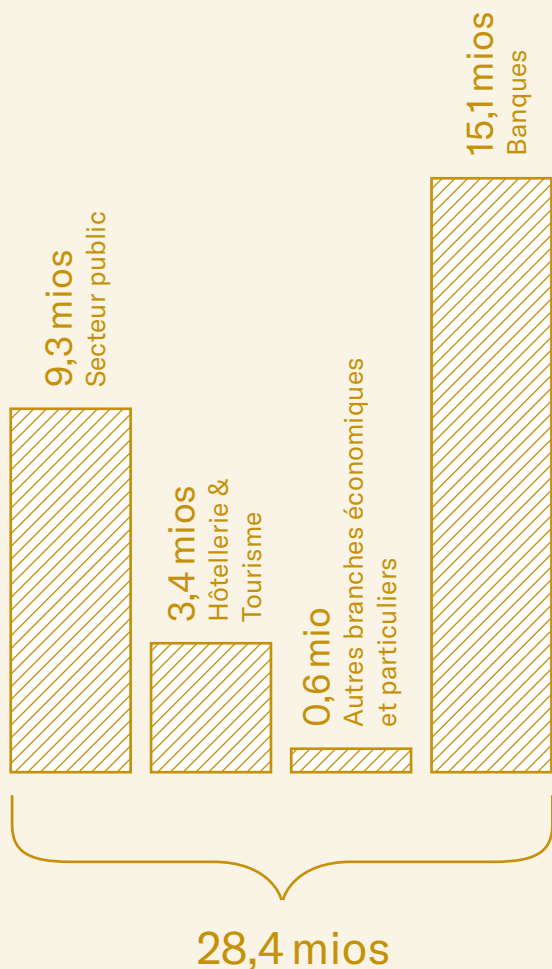 9,3 mios
Secteur public
3,4 mios
Hôtellerie &
Tourisme
0,6 mio
Autres branches économiques
et particuliers
15,1 mios
Banques
28,4 mios